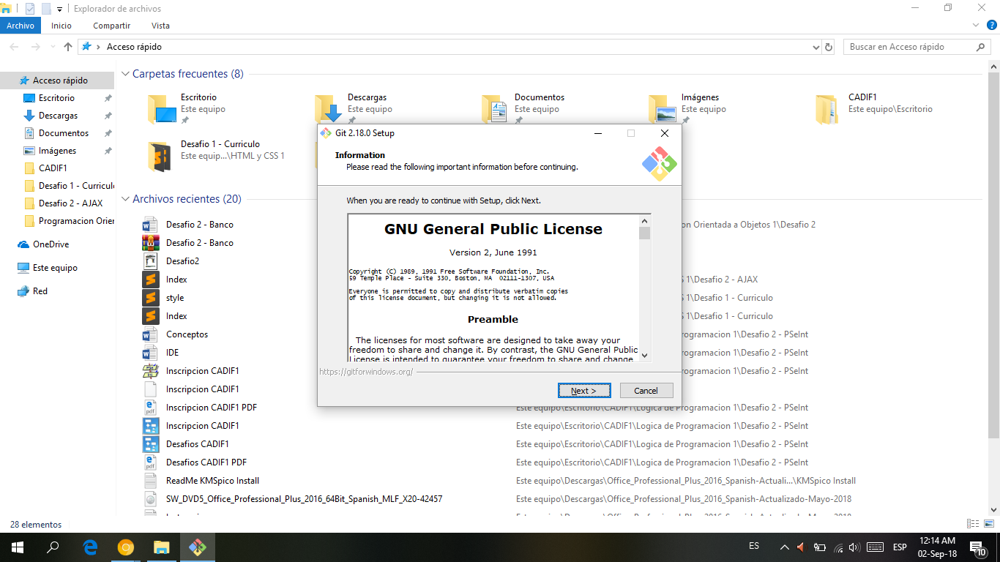 Explorador de archivos
Archivo Inicio Compartir Vista
Acceso rápido
Buscar en Acceso rápido
Acceso rápido
Escritorio
Descargas
Documentos
Imágenes
CADIF1
Desafio 1 - Curriculo
Desafio 2 - AJAX
Programacion Orien
OneDrive
Este equipo
Red
Carpetas frecuentes (8)
Escritorio
Este equipo
Descargas
Este equipo
Documentos
Este equipo
Imágenes
Este equipo
CADIF1
Este equipo\Escritorio
Desafio 1 - Curriculo
Este equip...\HTML y CSS 1
Archivos recientes (20)
Desafio 2 - Banco
on Orientada a Objetos 1\Desafio 2
Desafio 2 - Banco
Desafio2
Index
S 1\Desafio 2 - AJAX
style
S 1\Desafio 1 - Curriculo
Index
S 1\Desafio 1 - Curriculo
Conceptos
rogramacion 1\Desafio 2 - PSeInt
IDE
rogramacion 1\Desafio 2 - PSeInt
Inscripcion CADIF1
rogramacion 1\Desafio 2 - PSeInt
Inscripcion CADIF1
Inscripcion CADIF1 PDF
Este equipo\Escritorio\CADIF1\Logica de Programacion 1\Desafio 2 - PSeInt
Inscripcion CADIF1
Este equipo\Escritorio\CADIF1\Logica de Programacion 1\Desafio 2 - PSeInt
Desafios CADIF1
Este equipo\Escritorio\CADIF1\Logica de Programacion 1\Desafio 2 - PSeInt
Desafios CADIF1 PDF
Este equipo\Escritorio\CADIF1\Logica de Programacion 1\Desafio 2 - PSeInt
ReadMe KMSpico Install
Este equipo\Descargas\Office_Professional_Plus_2016_Spanish-Actuali...\KMSpico Install
SW_DVD5_Office_Professional_Plus_2016_64Bit_Spanish_MLF_X20-42457
Este equipo\Descargas\Office_Professional_Plus_2016_Spanish-Actualizado-Mayo-2018
Git 2.18.0 Setup
Information
Please read the following important information before continuing.
When you are ready to continue with Setup, click Next.
GNU General Public License
Version 2, June 1991
Copyright (C) 1989, 1991 Free Software Foundation, Inc.
59 Temple Place - Suite 330, Boston, MA 02111-1307, USA
Everyone is permitted to copy and distribute verbatim copies
of this license document, but changing it is not allowed.
Preamble
The licenses for most software are designed to take away your
freedom to share and change it. By contrast, the GNU General Public
License is intended to guarantee your freedom to share and change
https://gitforwindows.org/
Next >
Cancel
28 elementos
ES
ESP
12:14 AM
02-Sep-18
10